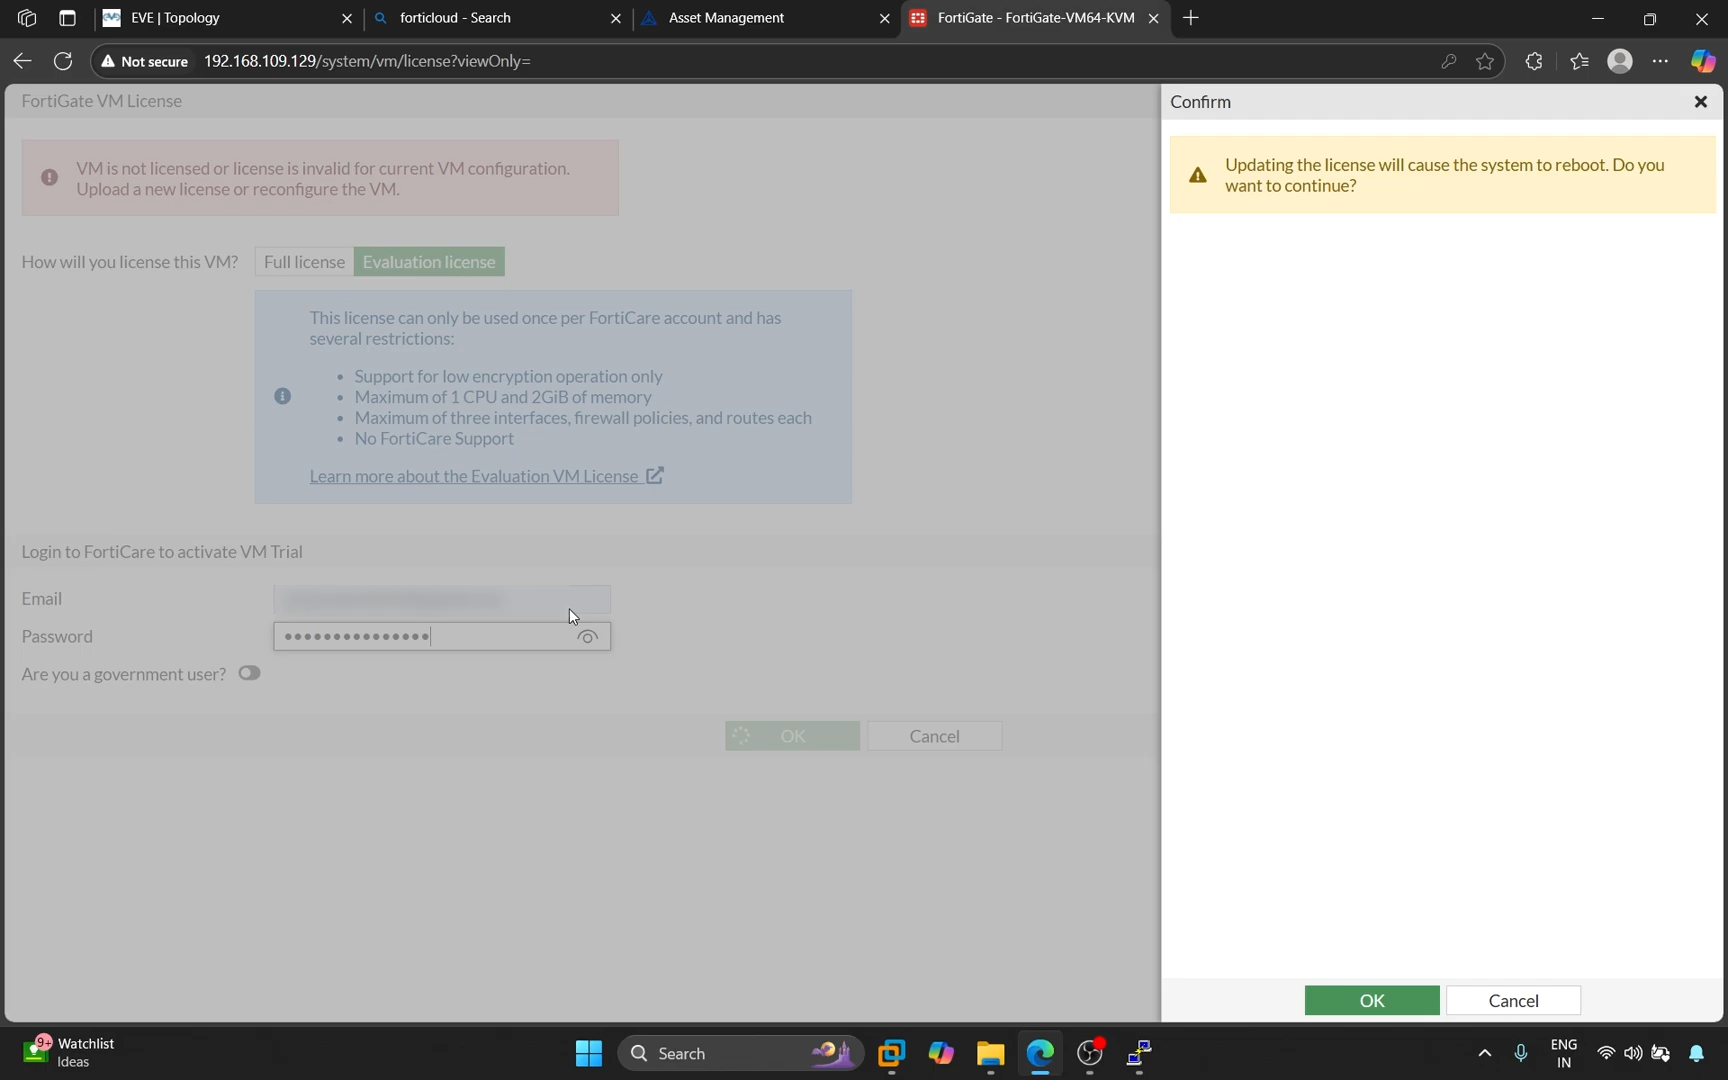 EVE | Topology
forticloud - Search
Asset Management
FortiGate - FortiGate-VM64-KVM
Not secure
192.168.109.129/system/vm/license?viewOnly=
FortiGate VM License
VM is not licensed or license is invalid for current VM configuration.
Upload a new license or reconfigure the VM.
How will you license this VM?
Full license
Evaluation license
This license can only be used once per FortiCare account and has
several restrictions:
• Support for low encryption operation only
• Maximum of 1 CPU and 2GiB of memory
• Maximum of three interfaces, firewall policies, and routes each
• No FortiCare Support
Learn more about the Evaluation VM License
Login to FortiCare to activate VM Trial
Email
Password
Are you a government user?
OK
Cancel
Confirm
Updating the license will cause the system to reboot. Do you
want to continue?
OK
Cancel
9+
Watchlist
Ideas
Search
ENG
IN